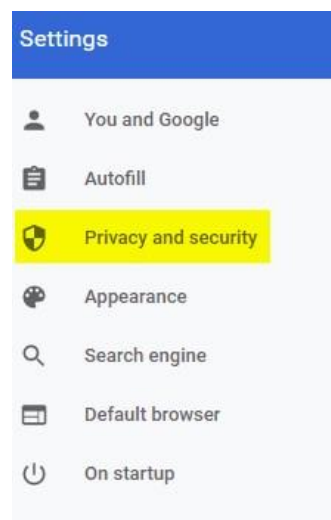 Settings
You and Google
Autofill
Privacy and security
Appearance
Search engine
Default browser
On startup